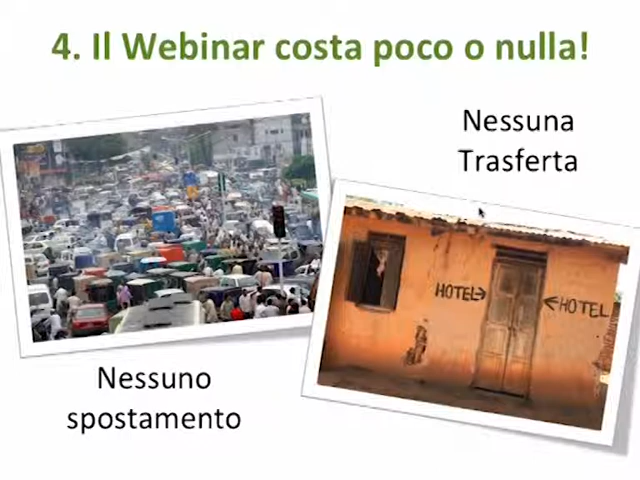 4. Il Webinar costa poco o nulla!
Nessuna
Trasferta
HOTEL→
←HOTEL
Nessuno
spostamento